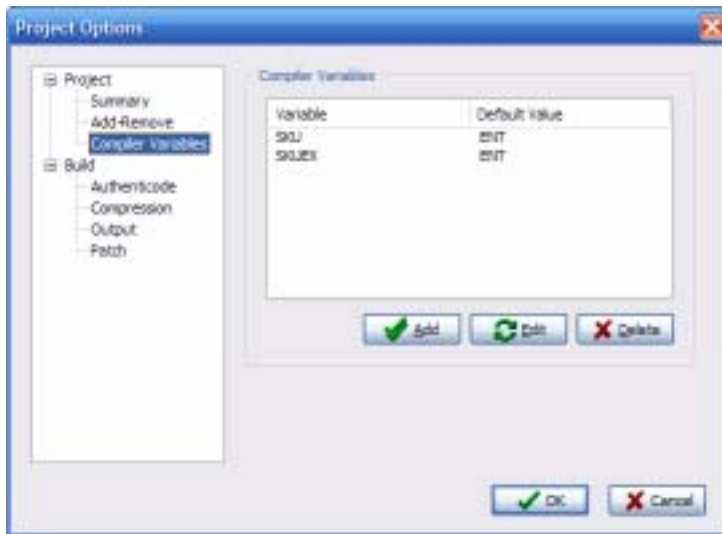 Project Options
Project
Summary
Add-Remove
Compiler Variables
Build
Authenticode
Compression
Output
Patch
Compiler Variables
Variable Default Value
SKU ENT
SKUEX ENT
Add Edit Delete
OK Cancel